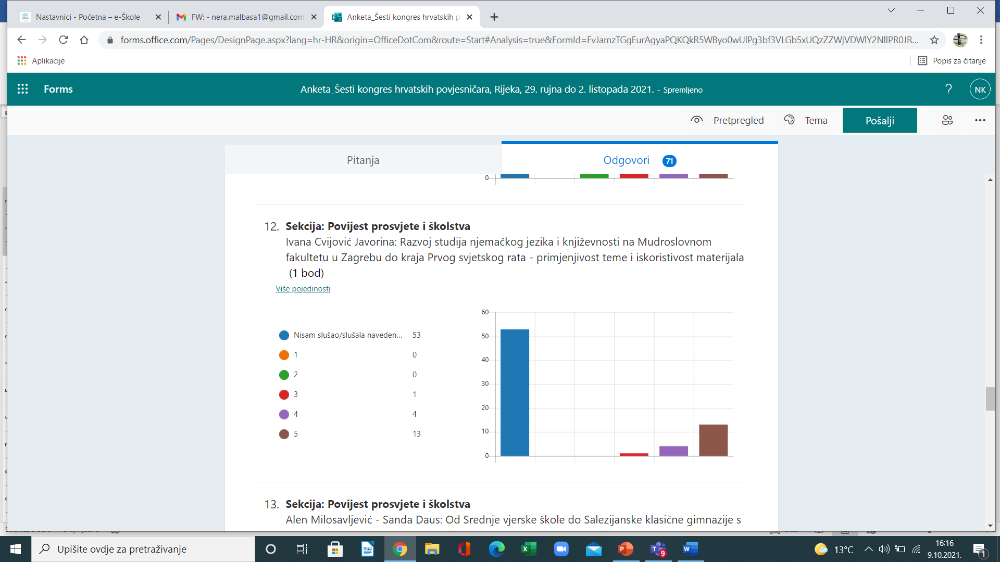 Nastavnici - Početna – e-Škole
FW: - nera.malbasa1@gmail.com
Anketa_Šesti kongres hrvatskih p
forms.office.com/Pages/DesignPage.aspx?lang=hr-HR&origin=OfficeDotCom&route=Start#Analysis=true&FormId=FvJamzTGgEurAgyaPQKQkR5WByo0wUlPg3bf3VLGb5xUQzZZWjVDWlY2NllPR0JR...
Aplikacije
Popis za čitanje
Forms
Anketa_Šesti kongres hrvatskih povjesničara, Rijeka, 29. rujna do 2. listopada 2021. - Spremljeno
?
NK
Pretpregled
Tema
Pošalji
Pitanja
Odgovori 71
0
12. Sekcija: Povijest prosvjete i školstva
Ivana Cvijović Javorina: Razvoj studija njemačkog jezika i književnosti na Mudroslovnom
fakultetu u Zagrebu do kraja Prvog svjetskog rata - primjenjivost teme i iskoristivost materijala
(1 bod)
Više pojedinosti
Nisam slušao/slušala naveden... 53
1 0
2 0
3 1
4 4
5 13
60
50
40
30
20
10
0
13. Sekcija: Povijest prosvjete i školstva
Alen Milosavljević - Sanda Daus: Od Srednje vjerske škole do Salezijanske klasične gimnazije s
Upišite ovdje za pretraživanje
9
13°C
16:16
9.10.2021.
1